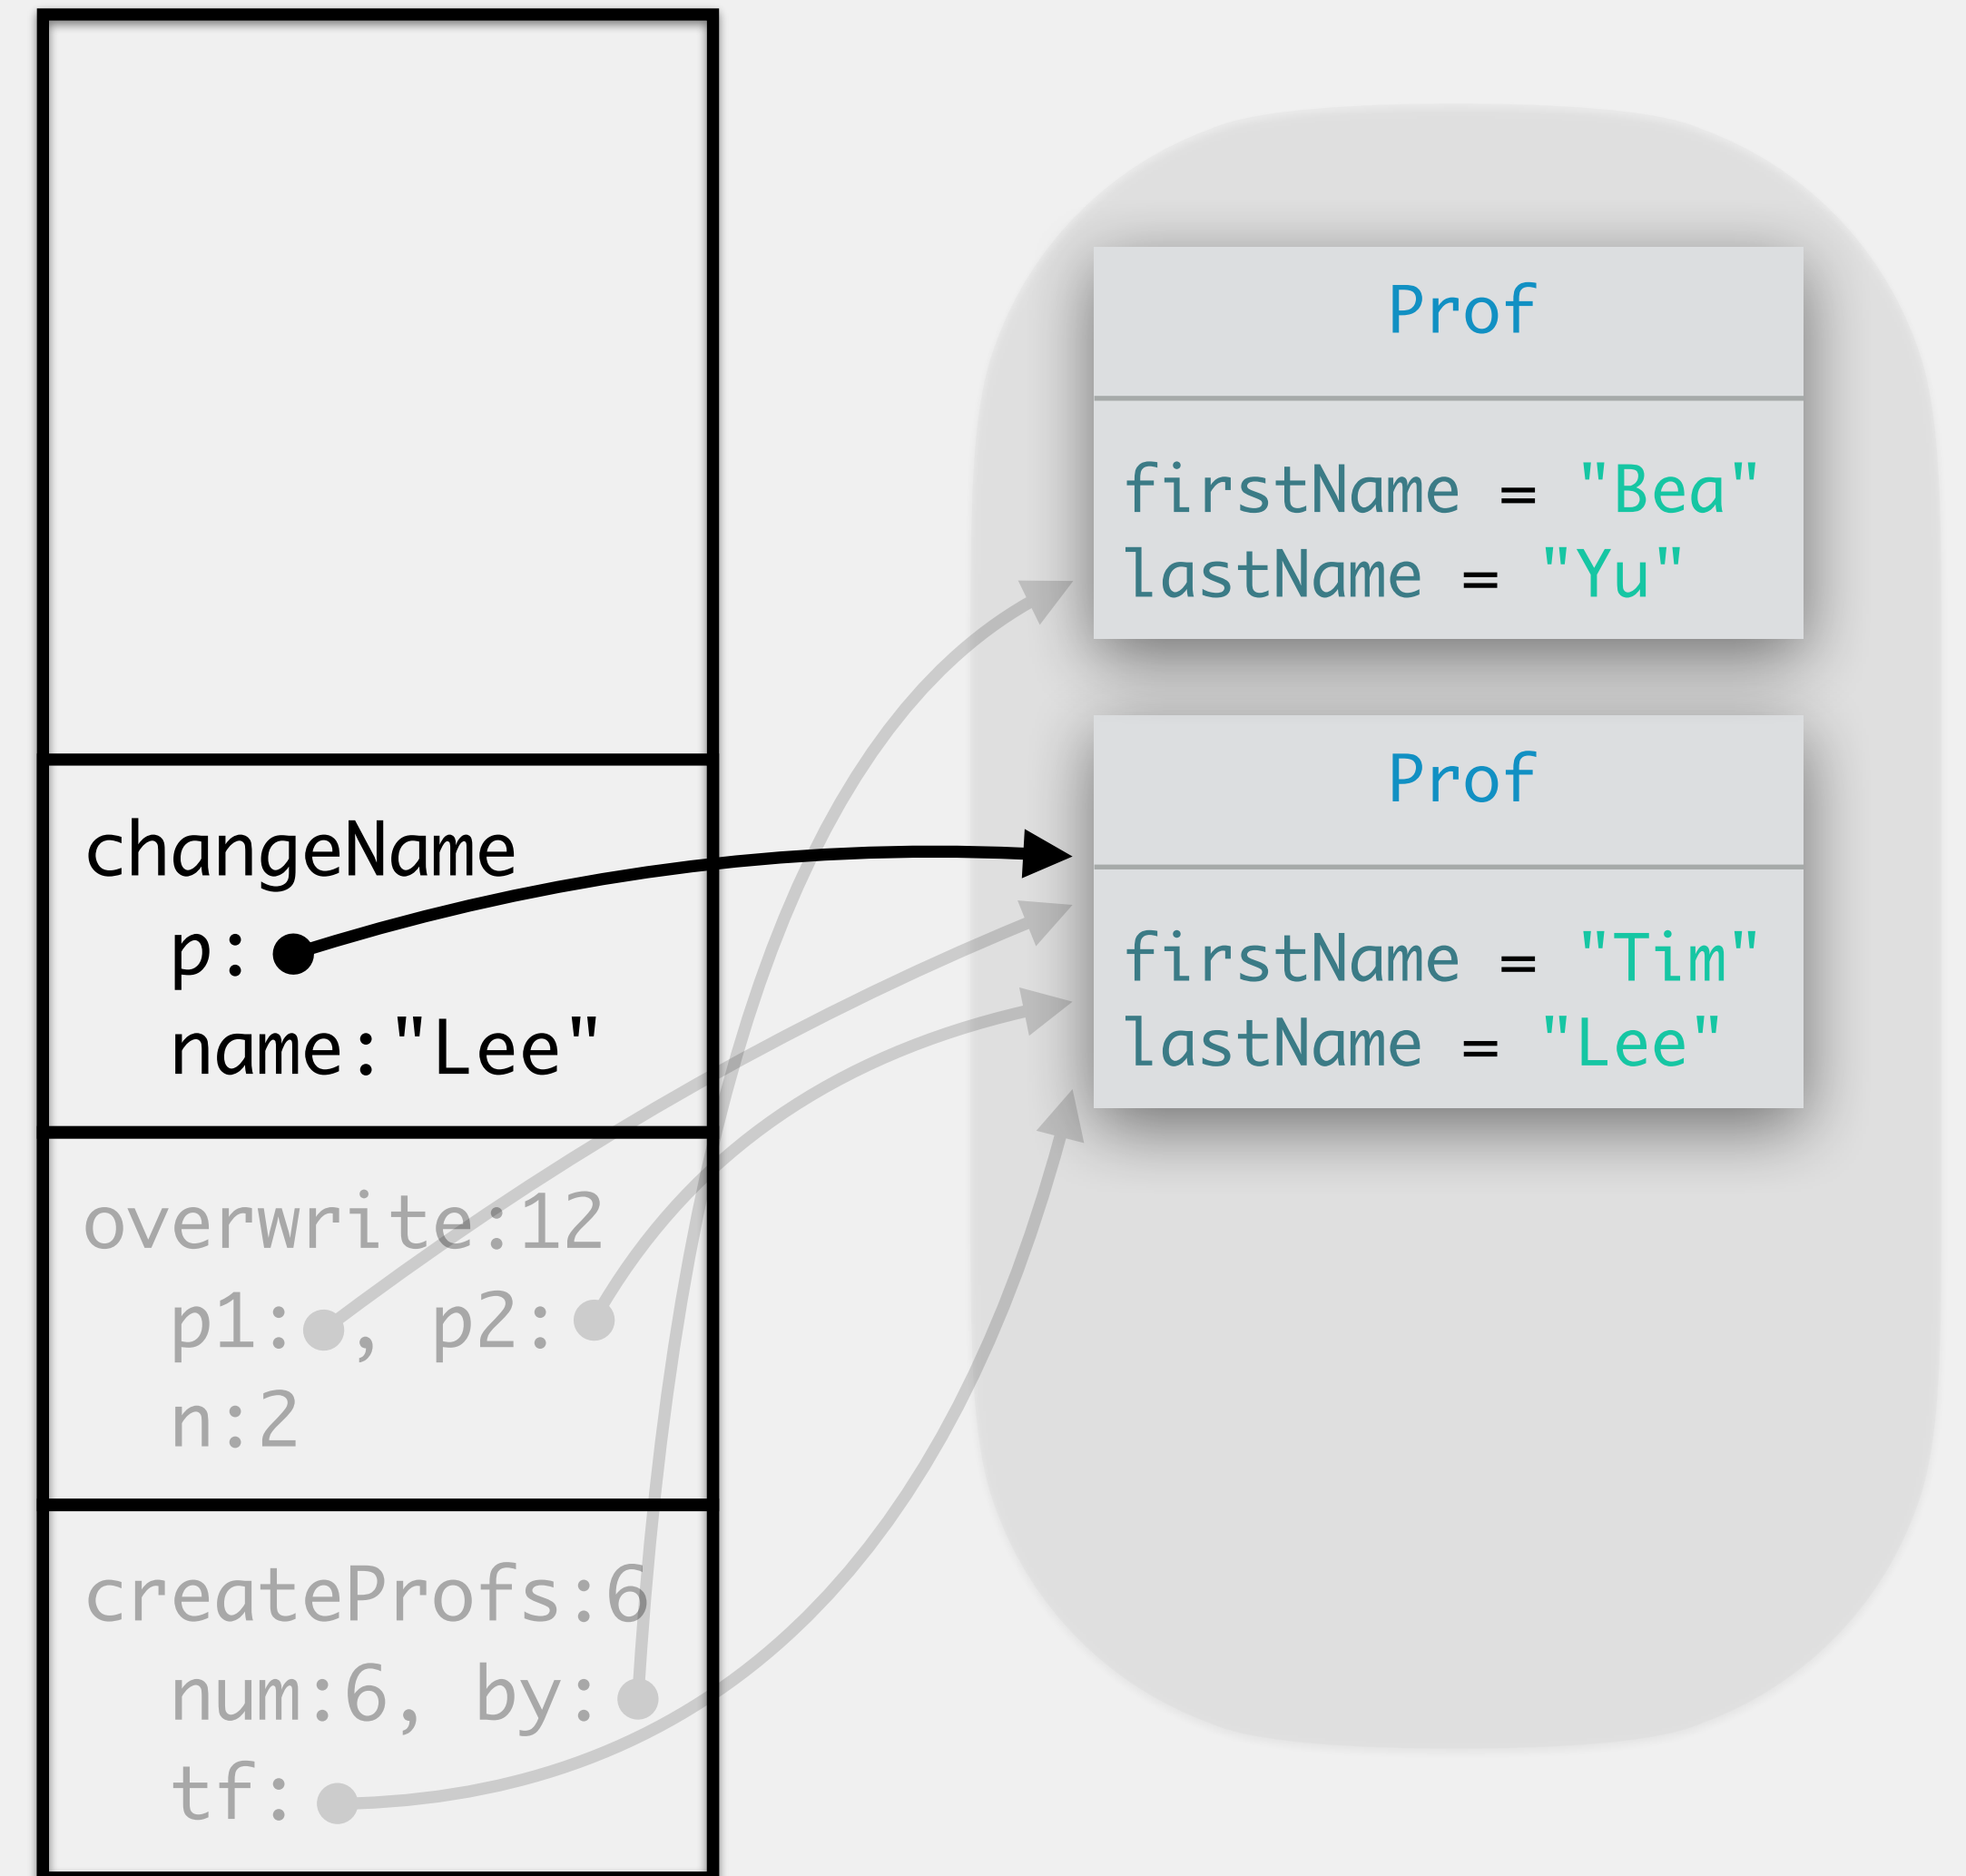 changeName
p:
name:"Lee"
overwrite:12
p1: , p2:
n:2
createProfs:6
num:6, by:
tf:
Prof
firstName = "Bea"
lastName = "Yu"
Prof
firstName = "Tim"
lastName = "Lee"